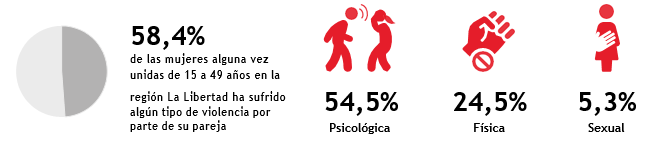 58,4%
de las mujeres alguna vez
unidas de 15 a 49 años en la
región La Libertad ha sufrido
algún tipo de violencia por
parte de su pareja
54,5%
Psicológica
24,5%
Física
5,3%
Sexual